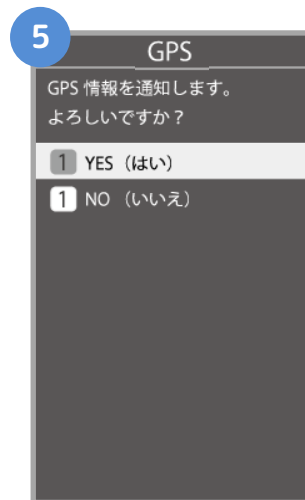 5
GPS
GPS 情報を通知します。
よろしいですか？
1 YES（はい）
1 NO （いいえ）